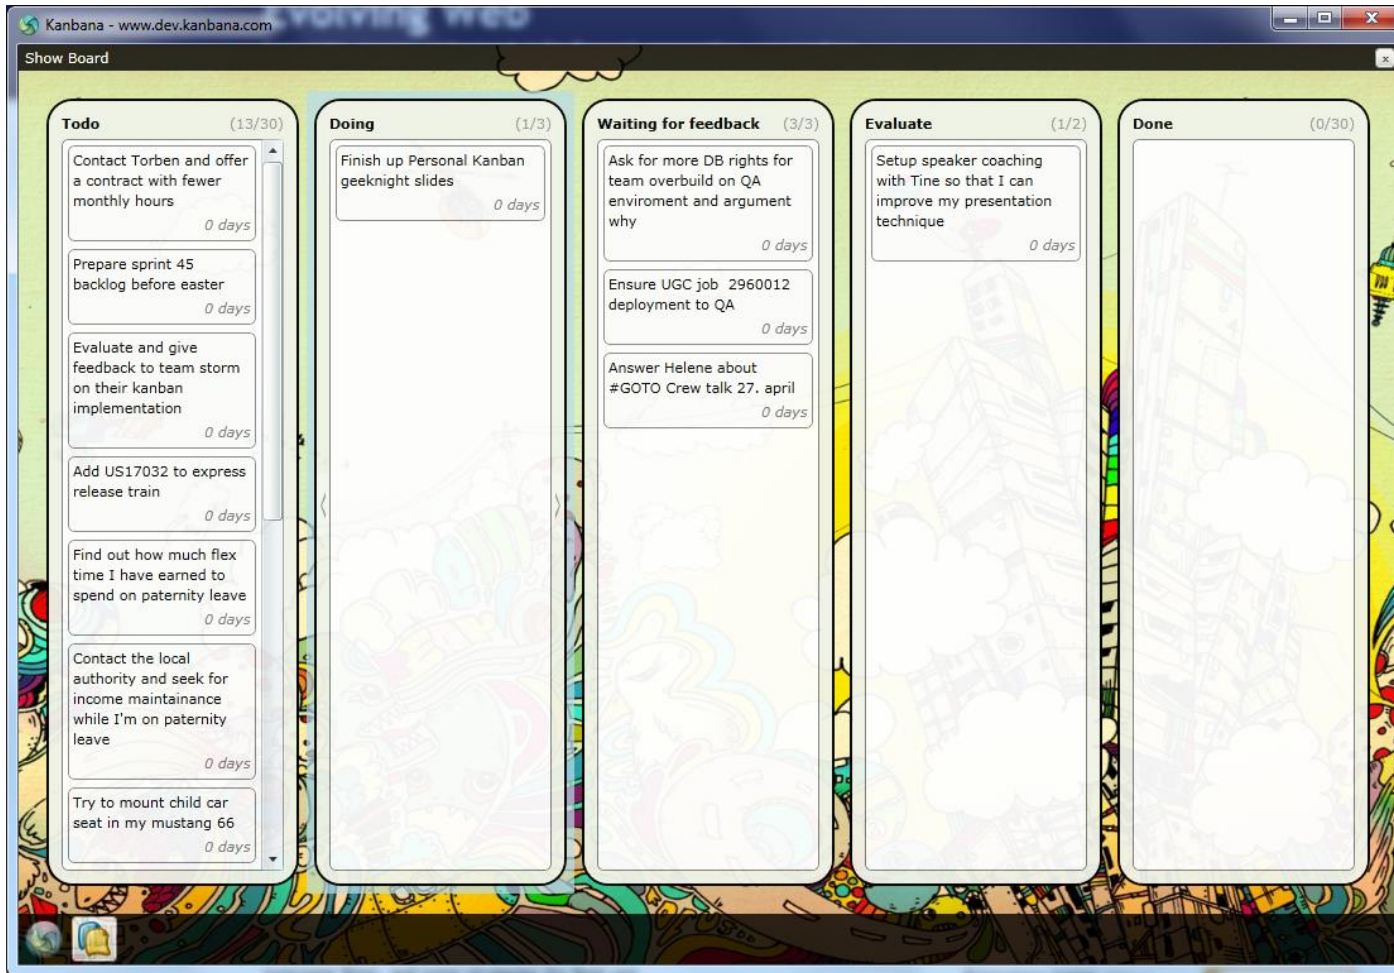 Evolving Web
Kanbana - www.dev.kanbana.com
Show Board
Todo (13/30)
Contact Torben and offer
a contract with fewer
monthly hours
0 days
Prepare sprint 45
backlog before easter
0 days
Evaluate and give
feedback to team storm
on their kanban
implementation
0 days
Add US17032 to express
release train
0 days
Find out how much flex
time I have earned to
spend on paternity leave
0 days
Contact the local
authority and seek for
income maintainance
while I'm on paternity
leave
0 days
Try to mount child car
seat in my mustang 66
0 days
Doing (1/3)
Finish up Personal Kanban
geeknight slides
0 days
Waiting for feedback (3/3)
Ask for more DB rights for
team overbuild on QA
enviroment and argument
why
0 days
Ensure UGC job 2960012
deployment to QA
0 days
Answer Helene about
#GOTO Crew talk 27. april
0 days
Evaluate (1/2)
Setup speaker coaching
with Tine so that I can
improve my presentation
technique
0 days
Done (0/30)